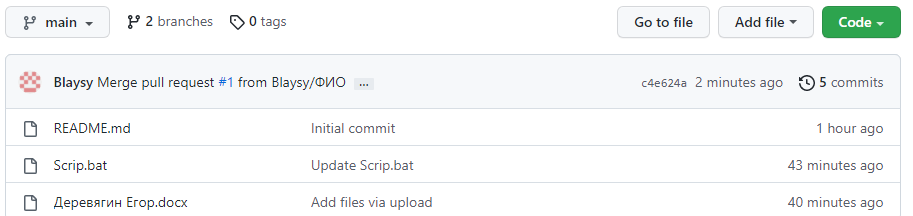 main 2 branches 0 tags Go to file Add file Code
Blaysy Merge pull request #1 from Blaysy/ФИО ... c4e624a 2 minutes ago 5 commits
README.md Initial commit 1 hour ago
Scrip.bat Update Scrip.bat 43 minutes ago
Деревягин Егор.docx Add files via upload 40 minutes ago